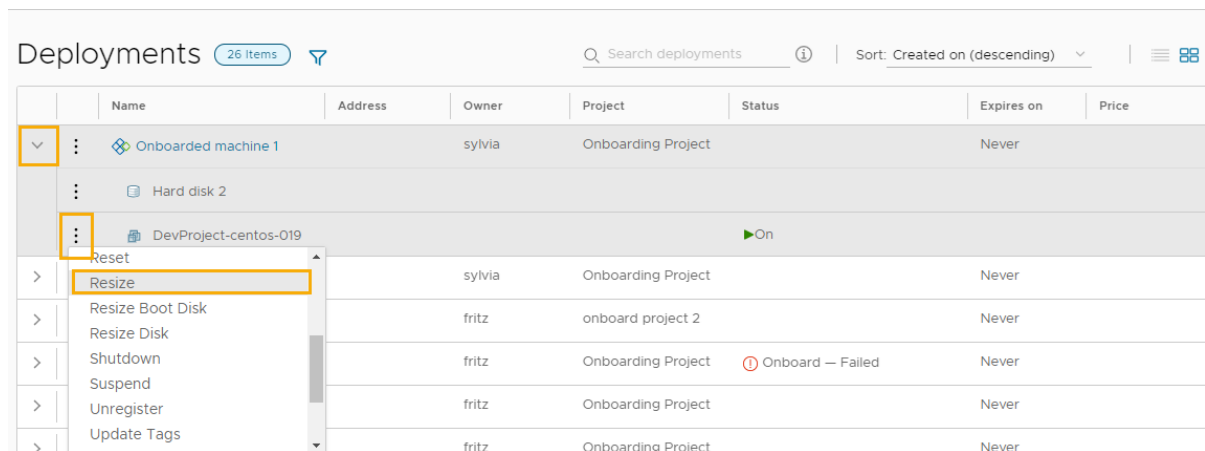 Deployments 26 Items Search deployments Sort: Created on (descending)
Name Address Owner Project Status Expires on Price
Onboarded machine 1 sylvia Onboarding Project Never
Hard disk 2
DevProject-centos-019 On
Reset
sylvia Onboarding Project Never
Resize
Resize Boot Disk
fritz onboard project 2 Never
Resize Disk
Shutdown
fritz Onboarding Project Onboard — Failed Never
Suspend
Unregister
fritz Onboarding Project Never
Update Tags
fritz Onboarding Project Never